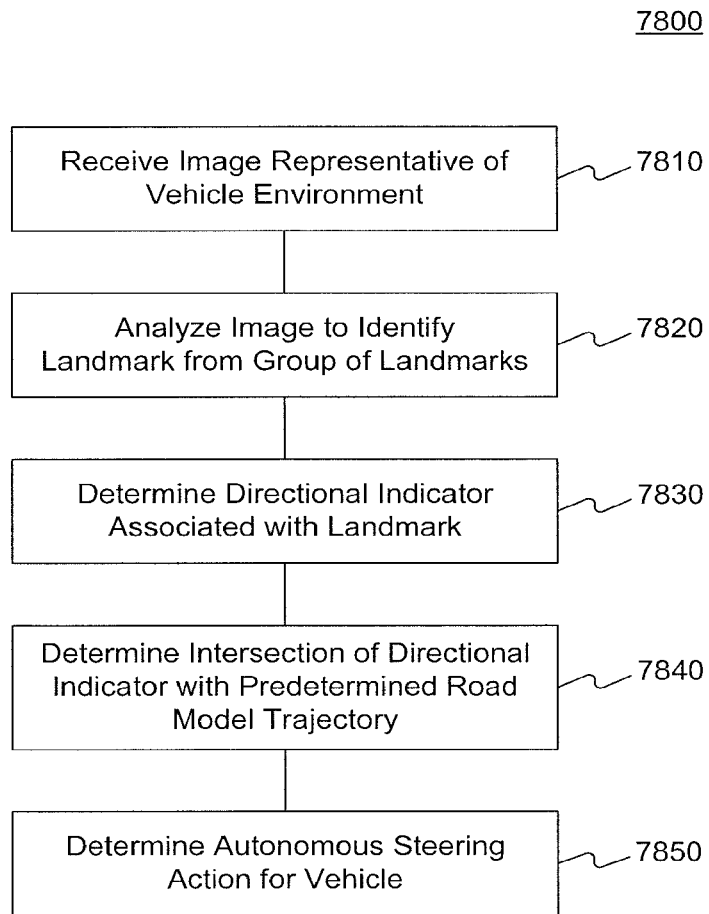 7800
Receive Image Representative of
Vehicle Environment
7810
Analyze Image to Identify
Landmark from Group of Landmarks
7820
Determine Directional Indicator
Associated with Landmark
7830
Determine Intersection of Directional
Indicator with Predetermined Road
Model Trajectory
7840
Determine Autonomous Steering
Action for Vehicle
7850